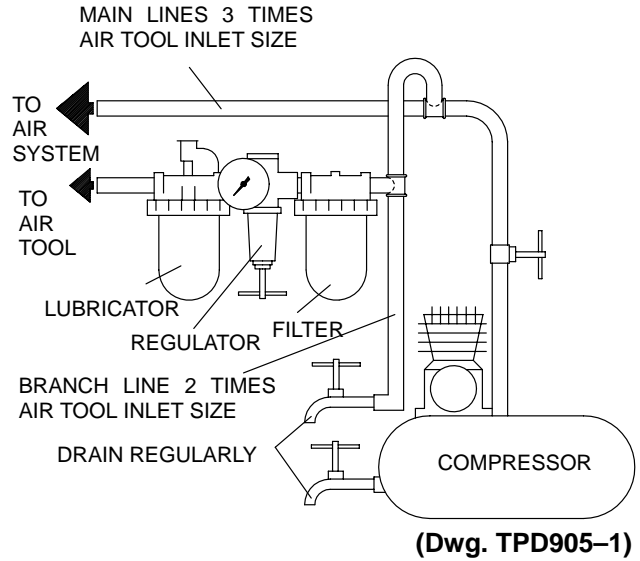 MAIN LINES 3 TIMES
AIR TOOL INLET SIZE
TO
AIR
SYSTEM
TO
AIR
TOOL
LUBRICATOR
REGULATOR
FILTER
BRANCH LINE 2 TIMES
AIR TOOL INLET SIZE
DRAIN REGULARLY
COMPRESSOR
(Dwg. TPD905–1)